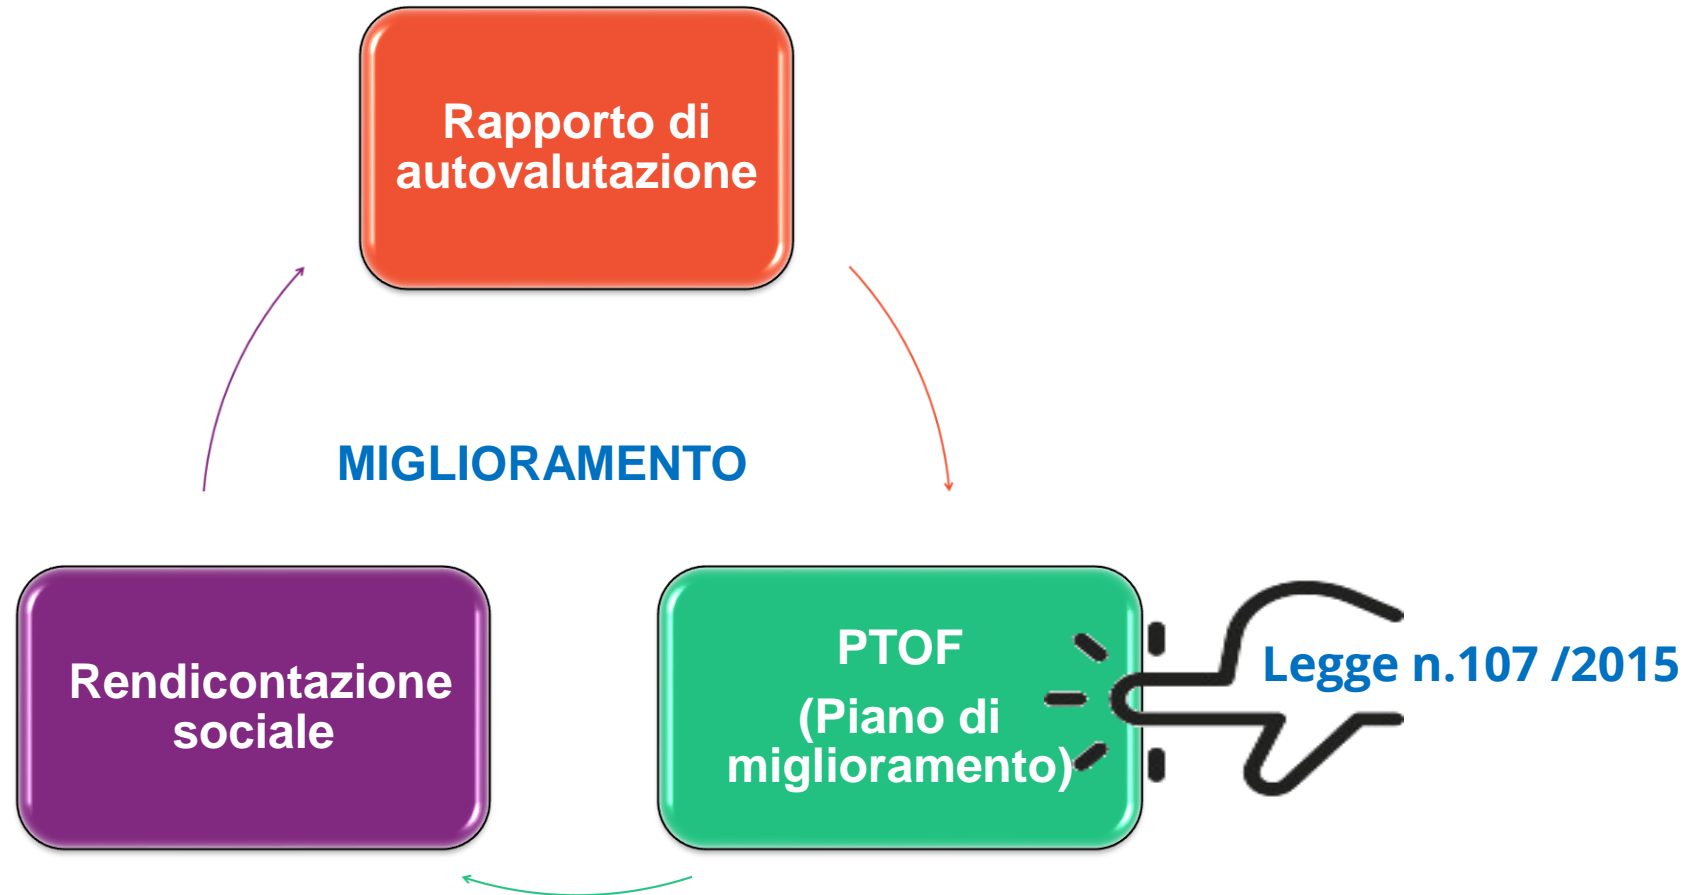 Rapporto di
autovalutazione
MIGLIORAMENTO
Rendicontazione
sociale
PTOF
(Piano di
miglioramento)
Legge n.107 /2015